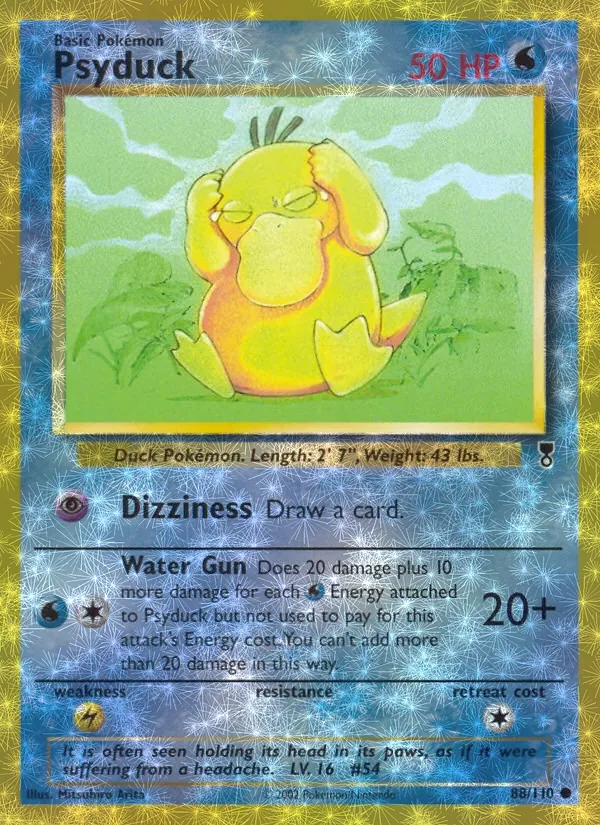 Basic Pokémon
Psyduck
50 HP
Duck Pokémon. Length: 2' 7", Weight: 43 lbs.
Dizziness Draw a card.
Water Gun Does 20 damage plus 10
more damage for each Energy attached
to Psyduck but not used to pay for this
attack's Energy cost. You can't add more
than 20 damage in this way.
20+
weakness resistance retreat cost
It is often seen holding its head in its paws, as if it were
suffering from a headache. LV. 16 #54
Illus. Mitsuhiro Arita © 2002 Pokémon/Nintendo 88/110